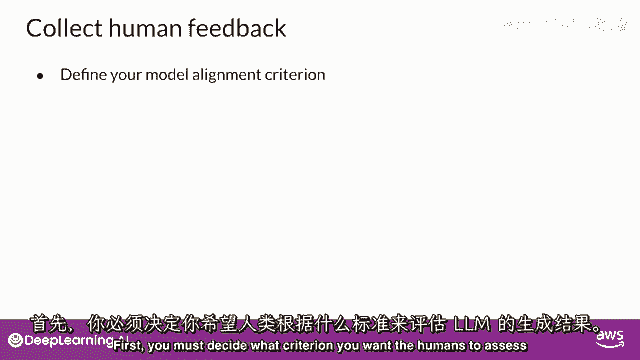 Collect human feedback
● Define your model alignment criterion
首先，你必须决定你希望人类根据什么标准来评估 LLM 的生成结果。
First, you must decide what criterion you want the humans to assess
DeepLearning.AI
aws